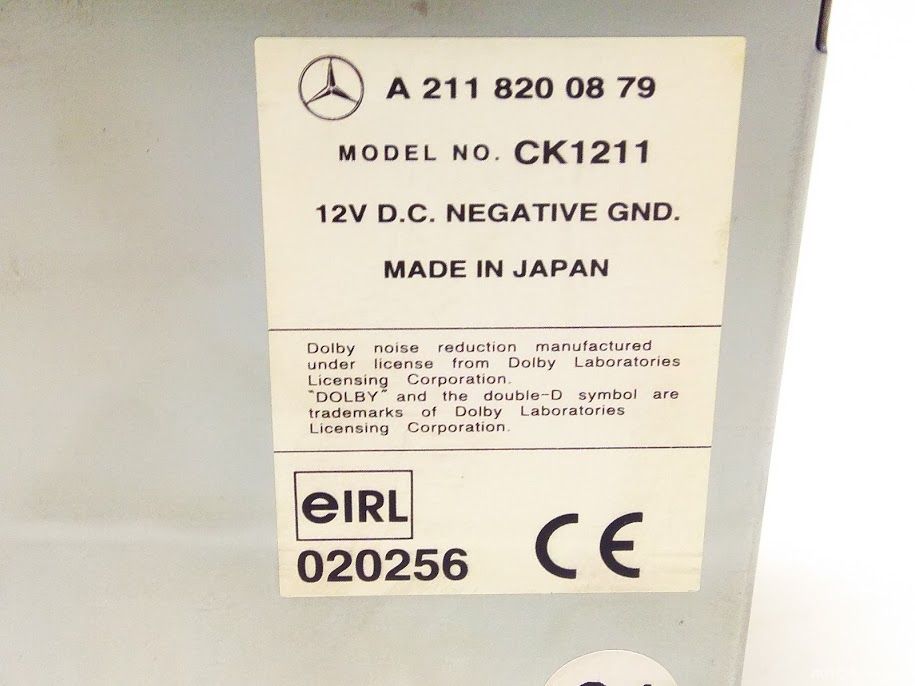 A 211 820 08 79
MODEL NO. CK1211
12V D.C. NEGATIVE GND.
MADE IN JAPAN
Dolby noise reduction manufactured
under license from Dolby Laboratories
Licensing Corporation.
"DOLBY" and the double-D symbol are
trademarks of Dolby Laboratories
Licensing Corporation.
eIRL
020256
CE